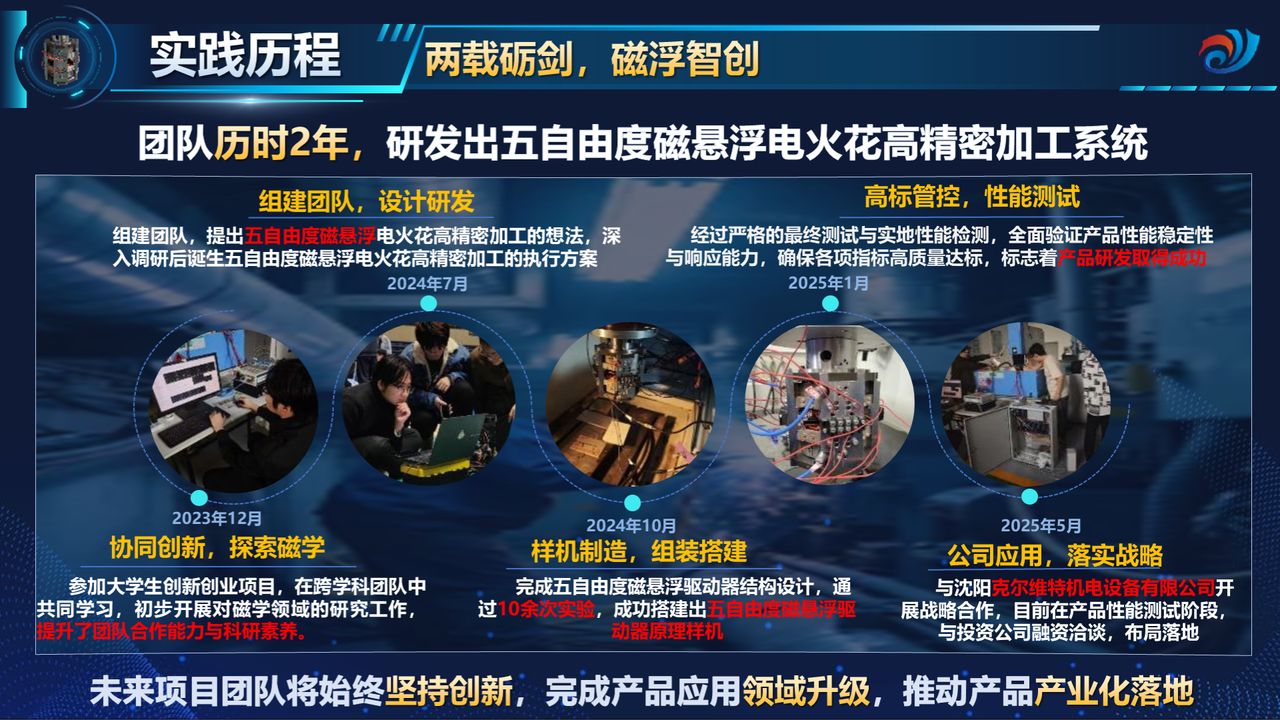 实践历程
两载砺剑，磁浮智创
团队历时2年，研发出五自由度磁悬浮电火花高精密加工系统
组建团队，设计研发
组建团队，提出五自由度磁悬浮电火花高精密加工的想法，深
入调研后诞生五自由度磁悬浮电火花高精密加工的执行方案
2024年7月
高标管控，性能测试
经过严格的最终测试与实地性能检测，全面验证产品性能稳定性
与响应能力，确保各项指标高质量达标，标志着产品研发取得成功
2025年1月
2023年12月
协同创新，探索磁学
参加大学生创新创业项目，在跨学科团队中
共同学习，初步开展对磁学领域的研究工作，
提升了团队合作能力与科研素养。
2024年10月
样机制造，组装搭建
完成五自由度磁悬浮驱动器结构设计，通
过10余次实验，成功搭建出五自由度磁悬浮驱
动器原理样机
2025年5月
公司应用，落实战略
与沈阳克尔维特机电设备有限公司开
展战略合作，目前在产品性能测试阶段，
与投资公司融资洽谈，布局落地
未来项目团队将始终坚持创新，完成产品应用领域升级，推动产品产业化落地